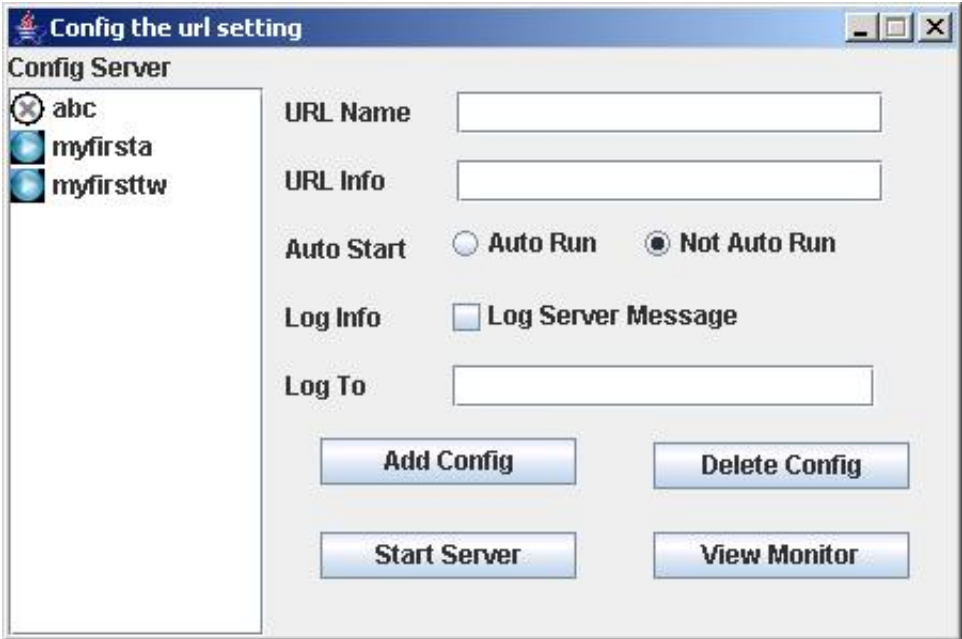 Config the url setting
Config Server
abc
myfirsta
myfirsttw
URL Name
URL Info
Auto Start
Auto Run
Not Auto Run
Log Info
Log Server Message
Log To
Add Config
Delete Config
Start Server
View Monitor